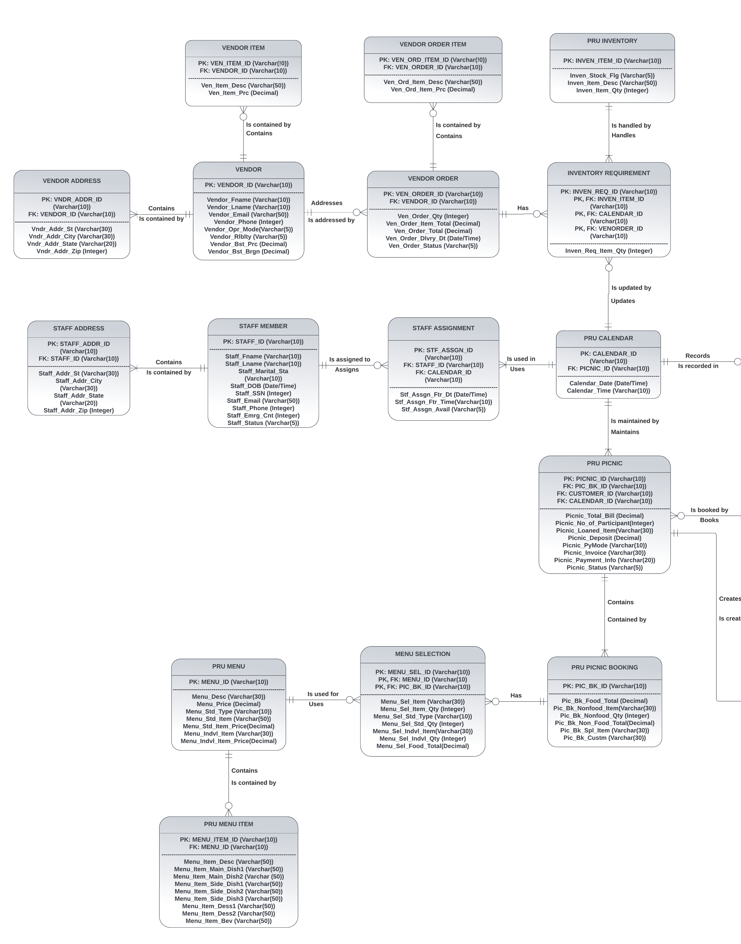 VENDOR ITEM
PK: VEN_ITEM_ID (Varchar(!0))
FK: VENDOR_ID (Varchar(10))
Ven_Item_Desc (Varchar(50))
Ven_Item_Prc (Decimal)
VENDOR ORDER ITEM
PK: VEN_ORD_ITEM_ID (Varchar(!0))
FK: VEN_ORDER_ID (Varchar(10))
Ven_Ord_Item_Desc (Varchar(50))
Ven_Ord_Item_Prc (Decimal)
PRU INVENTORY
PK: INVEN_ITEM_ID (Varchar(10))
Inven_Stock_Flg (Varchar(5))
Inven_Item_Desc (Varchar(50))
Inven_Item_Qty (Integer)
Is contained by
Contains
Is contained by
Contains
Is handled by
Handles
VENDOR ADDRESS
PK: VNDR_ADDR_ID
(Varchar(10))
FK: VENDOR_ID (Varchar(10))
Vndr_Addr_St (Varchar(30))
Vndr_Addr_City (Varchar(30))
Vndr_Addr_State (Varchar(20))
Vndr_Addr_Zip (Integer)
Contains
Is contained by
VENDOR
PK: VENDOR_ID (Varchar(10))
Vendor_Fname (Varchar(10))
Vendor_Lname (Varchar(10))
Vendor_Email (Varchar(50))
Vendor_Phone (Integer)
Vendor_Opr_Mode(Varchar(5))
Vendor_Rlblty (Varchar(5))
Vendor_Bst_Prc (Decimal)
Vendor_Bst_Brgn (Decimal)
Addresses
Is addressed by
VENDOR ORDER
PK: VEN_ORDER_ID (Varchar(10))
FK: VENDOR_ID (Varchar(10))
Ven_Order_Qty (Integer)
Ven_Order_Item_Total (Decimal)
Ven_Order_Total (Decimal)
Ven_Order_Dlvry_Dt (Date/Time)
Ven_Order_Status (Varchar(5))
Has
INVENTORY REQUIREMENT
PK: INVEN_REQ_ID (Varchar(10))
PK, FK: INVEN_ITEM_ID
(Varchar(10))
PK, FK: CALENDAR_ID
(Varchar(10))
PK, FK: VENORDER_ID
(Varchar(10))
Inven_Req_Item_Qty (Integer)
Is updated by
Updates
STAFF ADDRESS
PK: STAFF_ADDR_ID
(Varchar(10))
FK: STAFF_ID (Varchar(10))
Staff_Addr_St (Varchar(30))
Staff_Addr_City
(Varchar(30))
Staff_Addr_State
(Varchar(20))
Staff_Addr_Zip (Integer)
Contains
Is contained by
STAFF MEMBER
PK: STAFF_ID (Varchar(10))
Staff_Fname (Varchar(10))
Staff_Lname (Varchar(10))
Staff_Marital_Sta
(Varchar(10))
Staff_DOB (Date/Time)
Staff_SSN (Integer)
Staff_Email (Varchar(50))
Staff_Phone (Integer)
Staff_Emrg_Cnt (Integer)
Staff_Status (Varchar(5))
Is assigned to
Assigns
STAFF ASSIGNMENT
PK: STF_ASSGN_ID
(Varchar(10))
FK: STAFF_ID (Varchar(10))
FK: CALENDAR_ID
(Varchar(10))
Stf_Assgn_Ftr_Dt (Date/Time)
Stf_Assgn_Ftr_Time(Varchar(10))
Stf_Assgn_Avail (Varchar(5))
Is used in
Uses
PRU CALENDAR
PK: CALENDAR_ID
(Varchar(10))
FK: PICNIC_ID (Varchar(10))
Calendar_Date (Date/Time)
Calendar_Time (Varchar(10))
Records
Is recorded in
Is maintained by
Maintains
PRU PICNIC
PK: PICNIC_ID (Varchar(10))
FK: PIC_BK_ID (Varchar(10))
FK: CUSTOMER_ID (Varchar(10))
FK: CALENDAR_ID (Varchar(10))
Picnic_Total_Bill (Decimal)
Picnic_No_of_Participant(Integer)
Picnic_Loaned_Item(Varchar(30))
Picnic_Deposit (Decimal)
Picnic_PyMode (Varchar(10))
Picnic_Invoice (Varchar(30))
Picnic_Payment_Info (Varchar(20))
Picnic_Status (Varchar(5))
Is booked by
Books
Creates
Is creat
Contains
Contained by
PRU MENU
PK: MENU_ID (Varchar(10))
Menu_Desc (Varchar(30))
Menu_Price (Decimal)
Menu_Std_Type (Varchar(10))
Menu_Std_Item (Varchar(50))
Menu_Std_Item_Price(Decimal)
Menu_Indvl_Item (Varchar(30))
Menu_Indvl_Item_Price(Decimal)
Is used for
Uses
MENU SELECTION
PK: MENU_SEL_ID (Varchar(10))
PK, FK: MENU_ID (Varchar(10)
PK, FK: PIC_BK_ID (Varchar(10))
Menu_Sel_Item (Varchar(30))
Menu_Sel_Item_Qty (Integer)
Menu_Sel_Std_Type (Varchar(10))
Menu_Sel_Std_Qty (Integer)
Menu_Sel_Indvl_Item(Varchar(30))
Menu_Sel_Indvl_Qty (Integer)
Menu_Sel_Food_Total(Decimal)
Has
PRU PICNIC BOOKING
PK: PIC_BK_ID (Varchar(10))
Pic_Bk_Food_Total (Decimal)
Pic_Bk_Nonfood_Item(Varchar(30))
Pic_Bk_Nonfood_Qty (Integer)
Pic_Bk_Non_Food_Total(Decimal)
Pic_Bk_Spl_Item (Varchar(30))
Pic_Bk_Custm (Varchar(30))
Contains
Is contained by
PRU MENU ITEM
PK: MENU_ITEM_ID (Varchar(10))
FK: MENU_ID (Varchar(10))
Menu_Item_Desc (Varchar(50))
Menu_Item_Main_Dish1 (Varchar(50))
Menu_Item_Main_Dish2 (Varchar (50))
Menu_Item_Side_Dish1 (Varchar(50))
Menu_Item_Side_Dish2 (Varchar(50))
Menu_Item_Side_Dish3 (Varchar(50))
Menu_Item_Dess1 (Varchar(50))
Menu_Item_Dess2 (Varchar(50))
Menu_Item_Bev (Varchar(50))